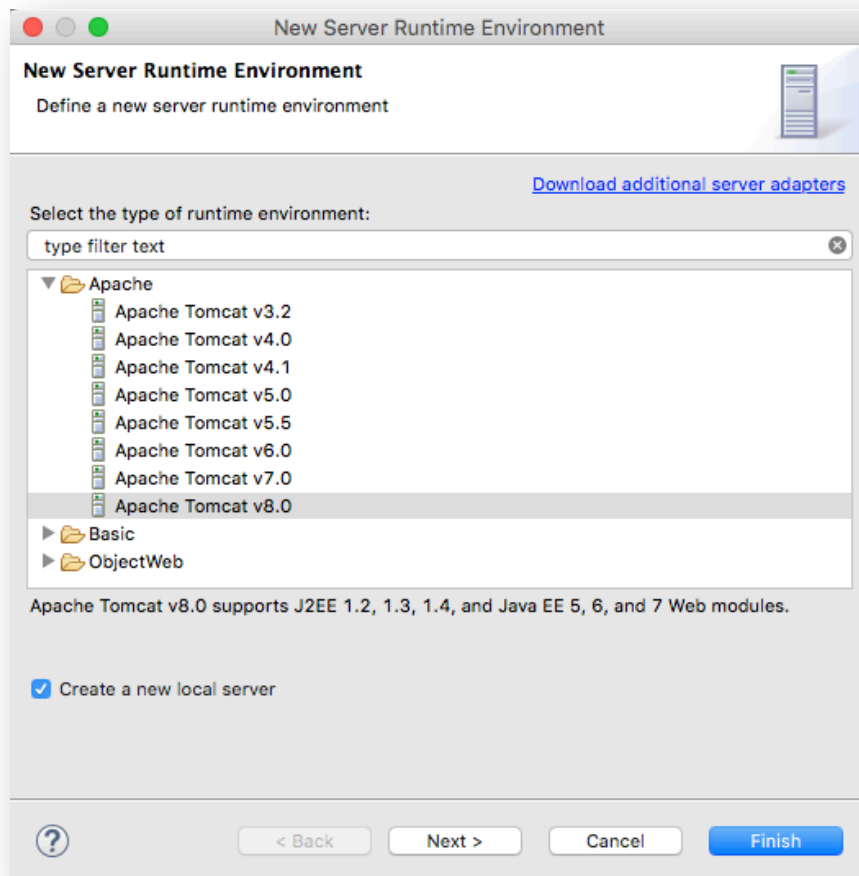 New Server Runtime Environment
New Server Runtime Environment
Define a new server runtime environment
Download additional server adapters
Select the type of runtime environment:
type filter text
Apache
Apache Tomcat v3.2
Apache Tomcat v4.0
Apache Tomcat v4.1
Apache Tomcat v5.0
Apache Tomcat v5.5
Apache Tomcat v6.0
Apache Tomcat v7.0
Apache Tomcat v8.0
Basic
ObjectWeb
Apache Tomcat v8.0 supports J2EE 1.2, 1.3, 1.4, and Java EE 5, 6, and 7 Web modules.
Create a new local server
? < Back Next > Cancel Finish